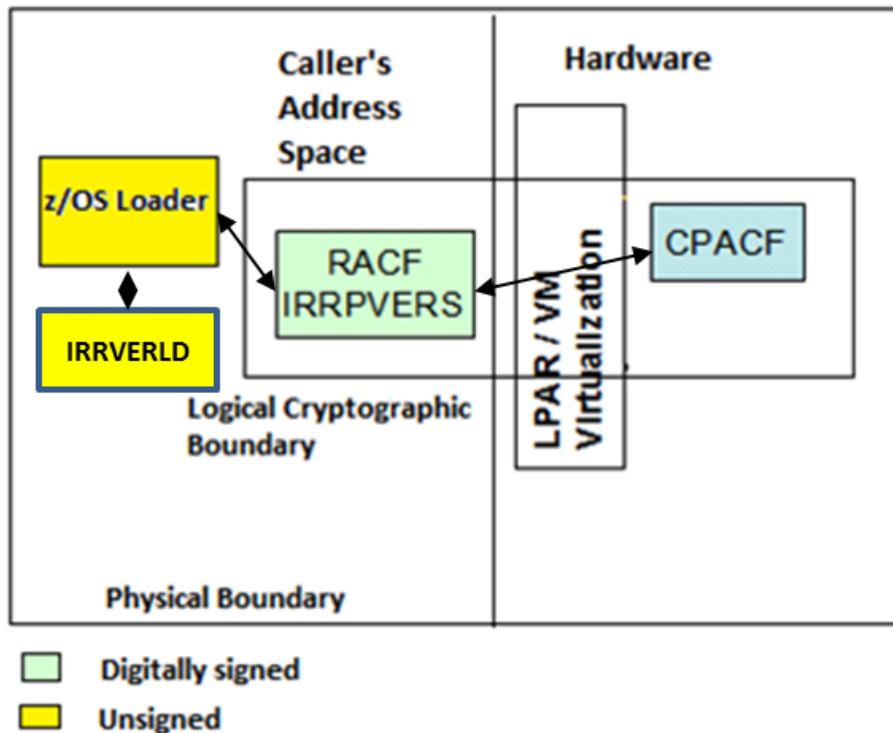 Caller's
Address
Space
Hardware
z/OS Loader
RACF
IRRPVERS
CPACF
IRRVERLD
LPAR / VM
Virtualization
Logical Cryptographic
Boundary
Physical Boundary
Digitally signed
Unsigned